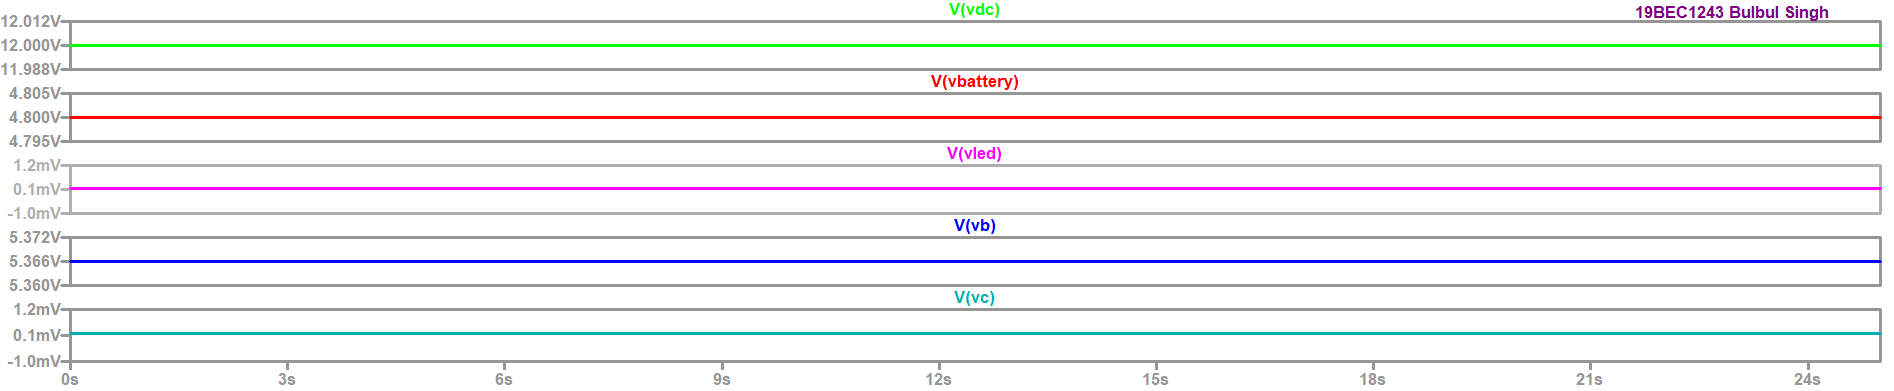 V(vdc)
19BEC1243 Bulbul Singh
12.012V
12.000V
11.988V
V(vbattery)
4.805V
4.800V
4.795V
V(vled)
1.2mV
0.1mV
-1.0mV
V(vb)
5.372V
5.366V
5.360V
V(vc)
1.2mV
0.1mV
-1.0mV
0s 3s 6s 9s 12s 15s 18s 21s 24s